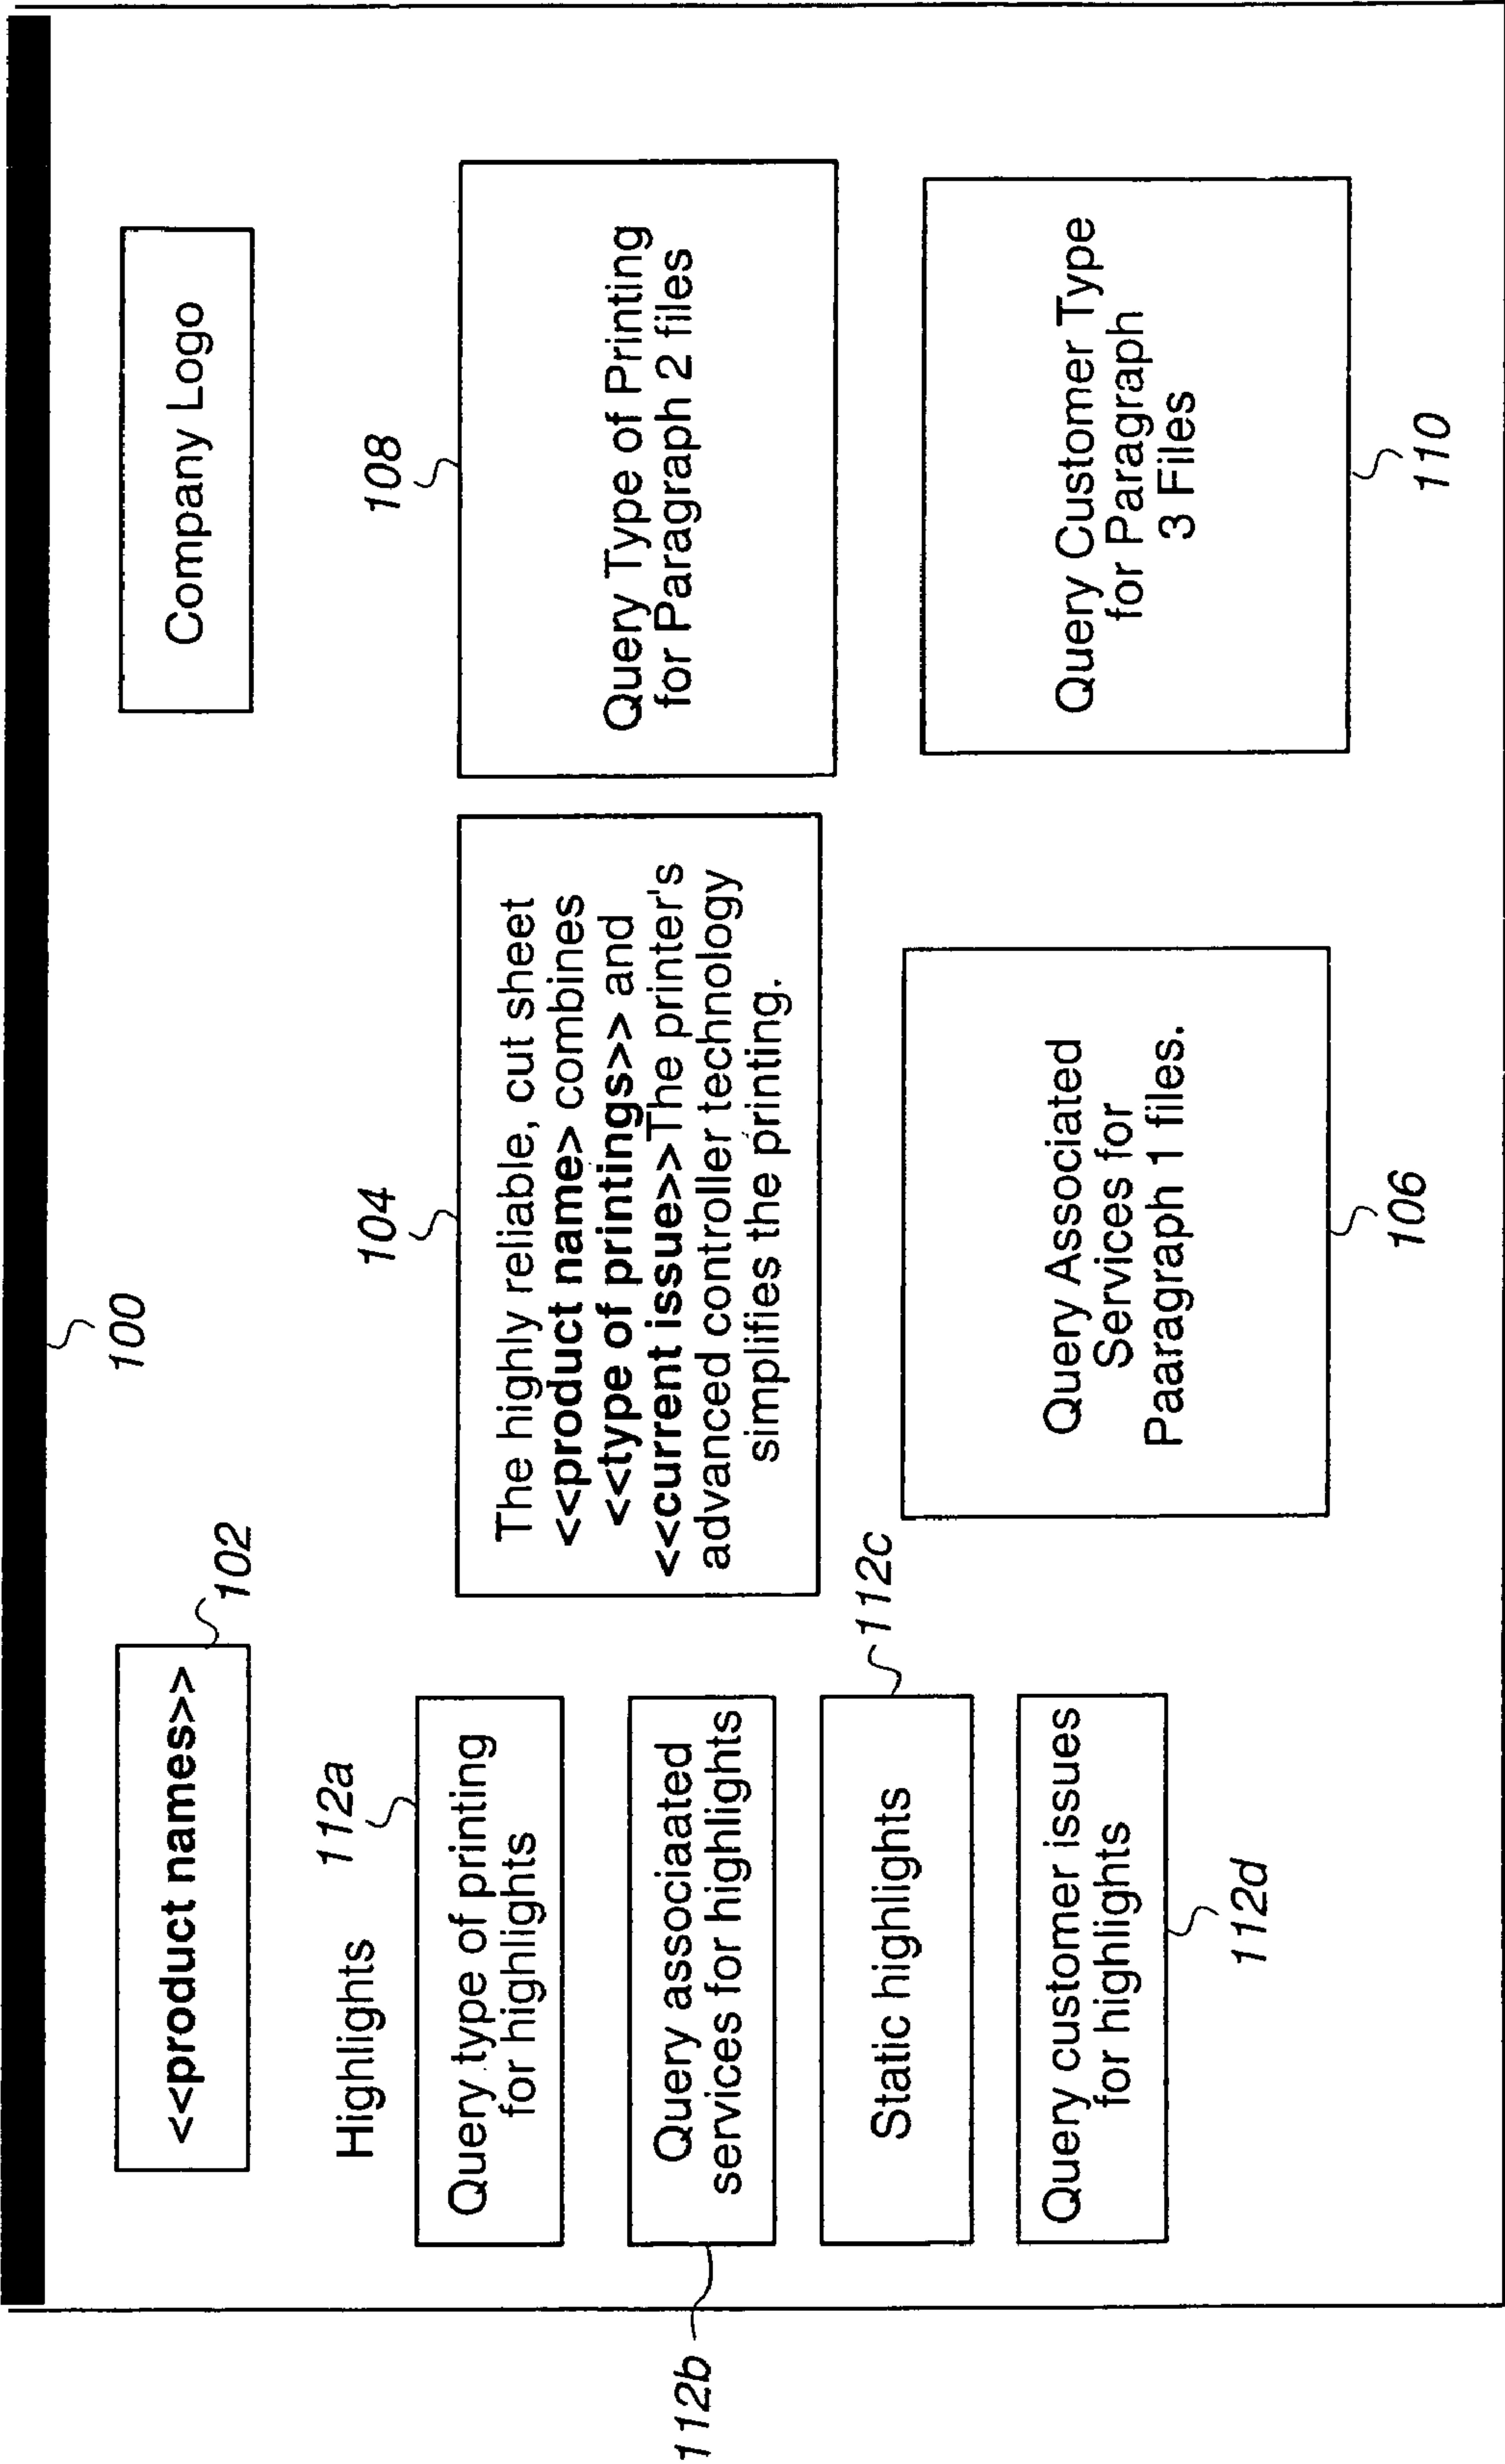 100
<<product names>>
102
Company Logo
Highlights
112a
Query type of printing
for highlights
112b
Query associaated
services for highlights
112c
Static highlights
Query customer issues
for highlights
112d
104
The highly reliable, cut sheet
<<product name> combines
<<type of printings>> and
<<current issue>>The printer's
advanced controller technology
simplifies the printing.
Query Associated
Services for
Paaragraph 1 files.
106
108
Query Type of Printing
for Paragraph 2 files
Query Customer Type
for Paragraph
3 Files
110